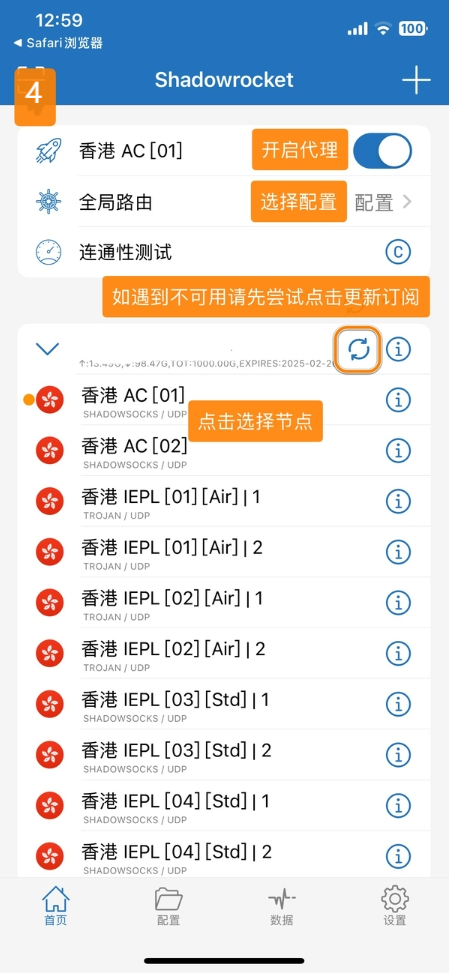 12:59
100
◀ Safari浏览器
4
Shadowrocket
香港 AC [01]
开启代理
全局路由
选择配置
配置
连通性测试
C
如遇到不可用请先尝试点击更新订阅
TOT:1000.00G,EXPIRES:2025-02-2
香港 AC [01]
SHADOWSOCKS / UDP
点击选择节点
香港 AC [02]
SHADOWSOCKS / UDP
香港 IEPL [01][Air] | 1
TROJAN / UDP
香港 IEPL [01][Air] | 2
TROJAN / UDP
香港 IEPL [02][Air] | 1
TROJAN / UDP
香港 IEPL [02][Air] | 2
TROJAN / UDP
香港 IEPL [03][Std] | 1
SHADOWSOCKS / UDP
香港 IEPL [03][Std] | 2
SHADOWSOCKS / UDP
香港 IEPL [04][Std] | 1
SHADOWSOCKS / UDP
香港 IEPL [04][Std] | 2
SHADOWSOCKS / UDP
首页
配置
数据
设置